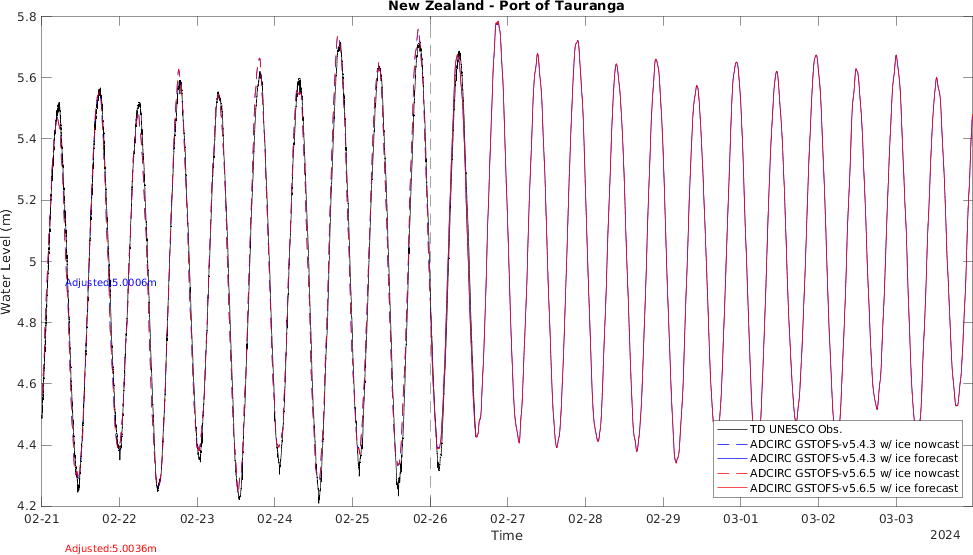 New Zealand - Port of Tauranga
Water Level (m)
5.8
5.6
5.4
5.2
5
4.8
4.6
4.4
4.2
Adjusted:5.0006m
TD UNESCO Obs.
ADCIRC GSTOFS-v5.4.3 w/ ice nowcast
ADCIRC GSTOFS-v5.4.3 w/ ice forecast
ADCIRC GSTOFS-v5.6.5 w/ ice nowcast
ADCIRC GSTOFS-v5.6.5 w/ ice forecast
02-21 02-22 02-23 02-24 02-25 02-26 02-27 02-28 02-29 03-01 03-02 03-03
Time
2024
Adjusted:5.0036m